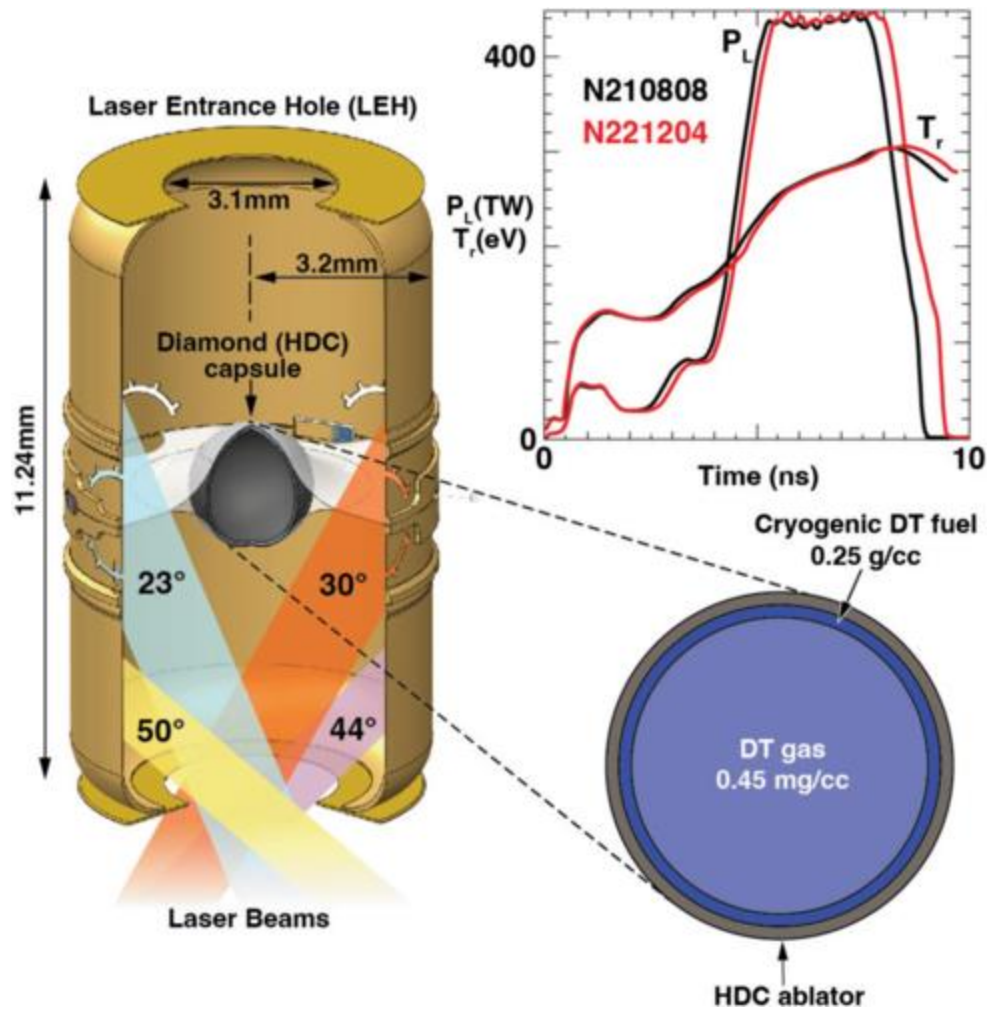 Laser Entrance Hole (LEH)
3.1mm
3.2mm
Diamond (HDC)
capsule
11.24mm
23°
30°
50°
44°
Laser Beams
400
P_L
N210808
N221204
T_r
P_L(TW)
T_r(eV)
0
0
10
Time (ns)
Cryogenic DT fuel
0.25 g/cc
DT gas
0.45 mg/cc
HDC ablator